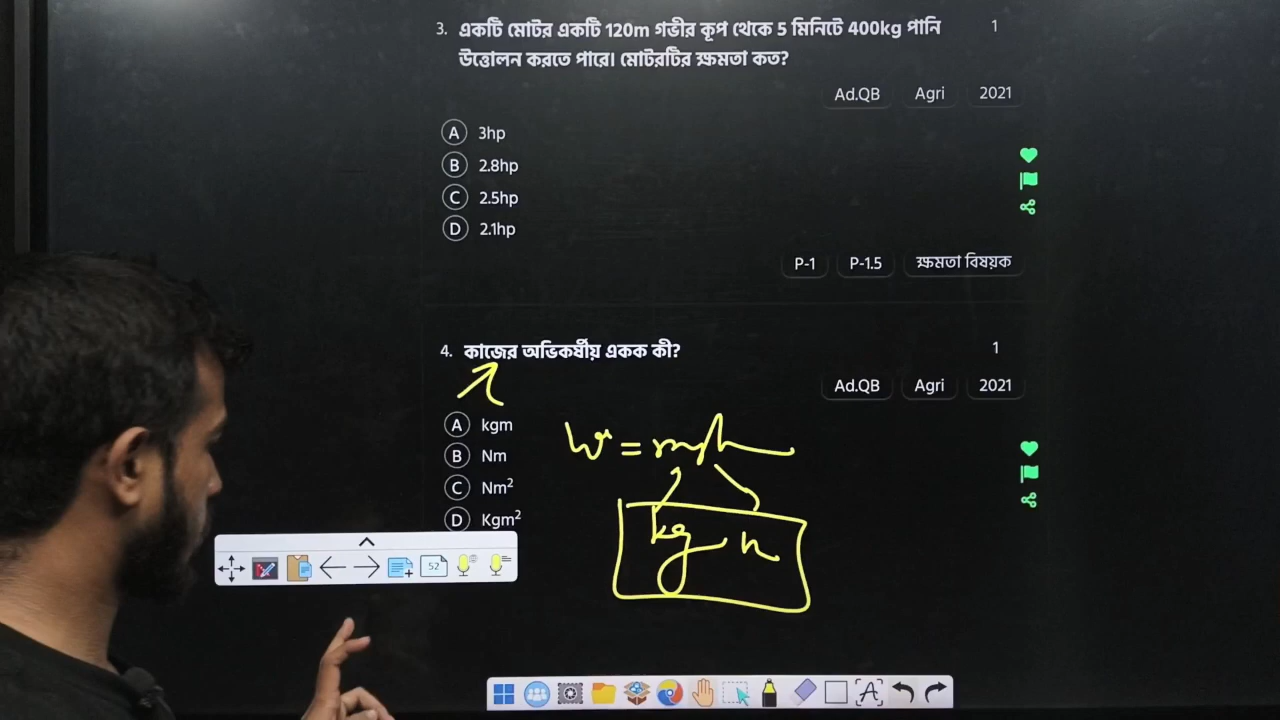 3. একটি মোটর একটি 120m গভীর কূপ থেকে 5 মিনিটে 400kg পানি 1
উত্তোলন করতে পারে। মোটরটির ক্ষমতা কত?
Ad.QB Agri 2021
A 3hp
B 2.8hp
C 2.5hp
D 2.1hp
P-1 P-1.5 ক্ষমতা বিষয়ক
4. কাজের অভিকর্ষীয় একক কী? 1
Ad.QB Agri 2021
A kgm
B Nm
C Nm²
D Kgm²
W =
kg
52
A